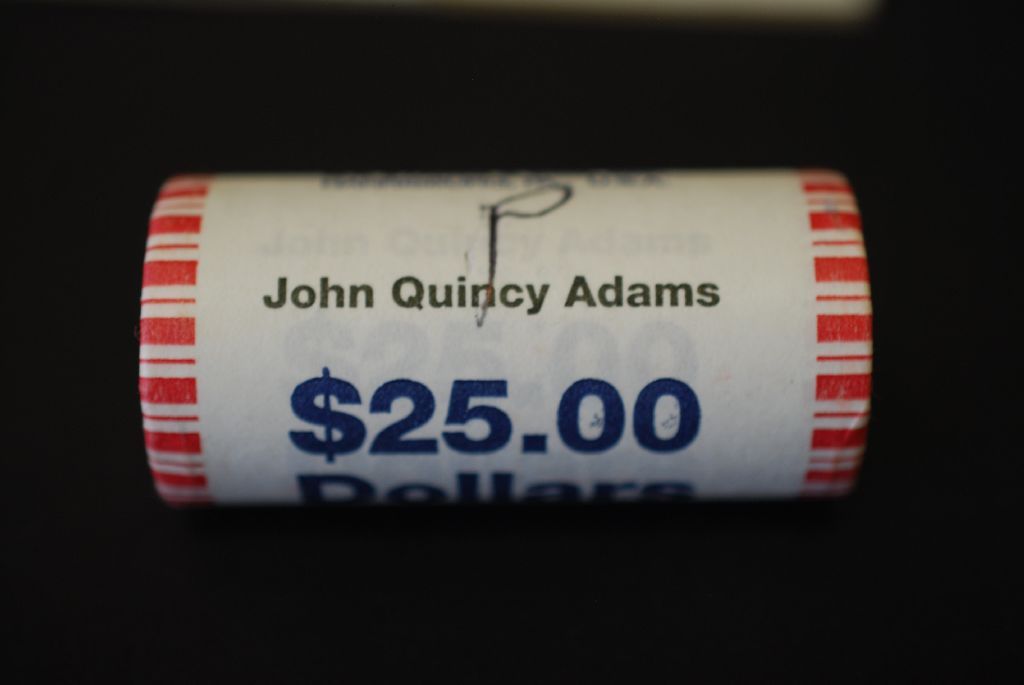 P
John Quincy Adams
$25.00
Dollars